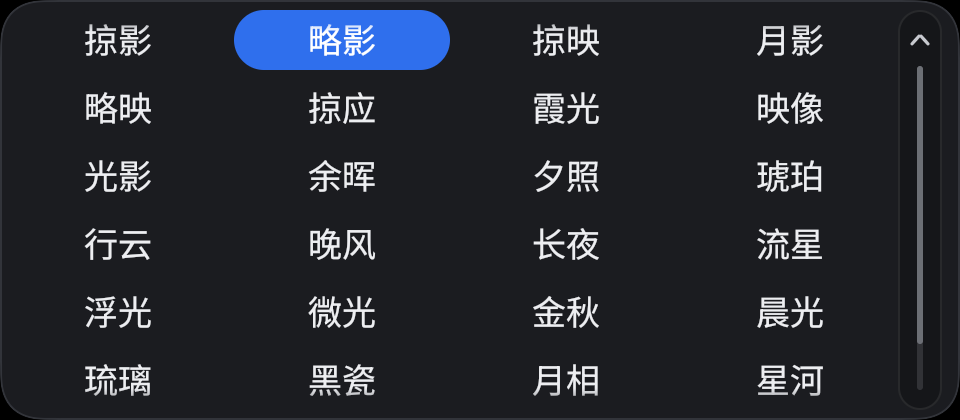 掠影 略影 掠映 月影
略映 掠应 霞光 映像
光影 余晖 夕照 琥珀
行云 晚风 长夜 流星
浮光 微光 金秋 晨光
琉璃 黑瓷 月相 星河